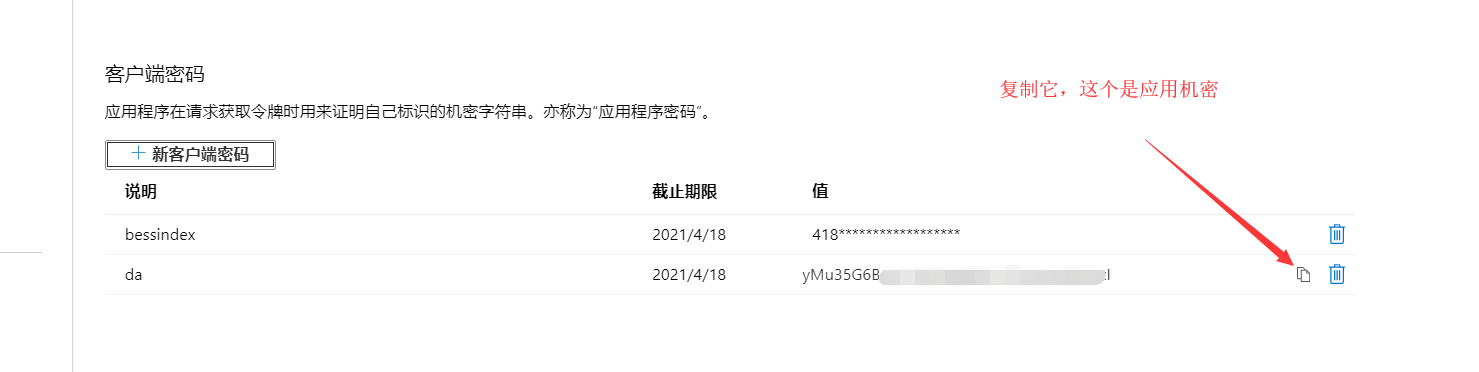 客户端密码
复制它，这个是应用机密
应用程序在请求获取令牌时用来证明自己标识的机密字符串。亦称为“应用程序密码”。
新客户端密码
说明 截止期限 值
bessindex 2021/4/18 418******************
da 2021/4/18 yMu35G6B